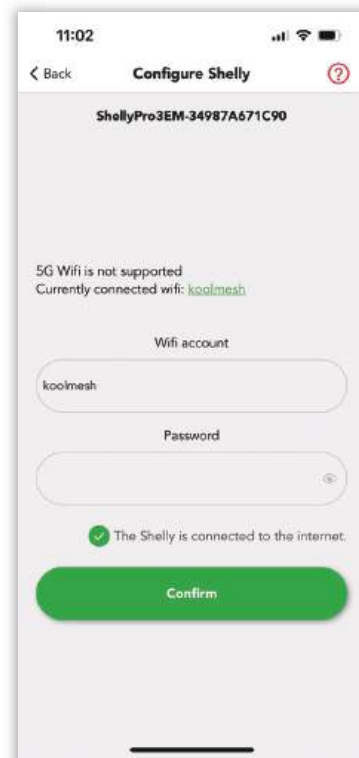 11:02
Back
Configure Shelly
?
ShellyPro3EM-34987A671C90
5G Wifi is not supported
Currently connected wifi: koolmesh
Wifi account
koolmesh
Password
The Shelly is connected to the internet.
Confirm